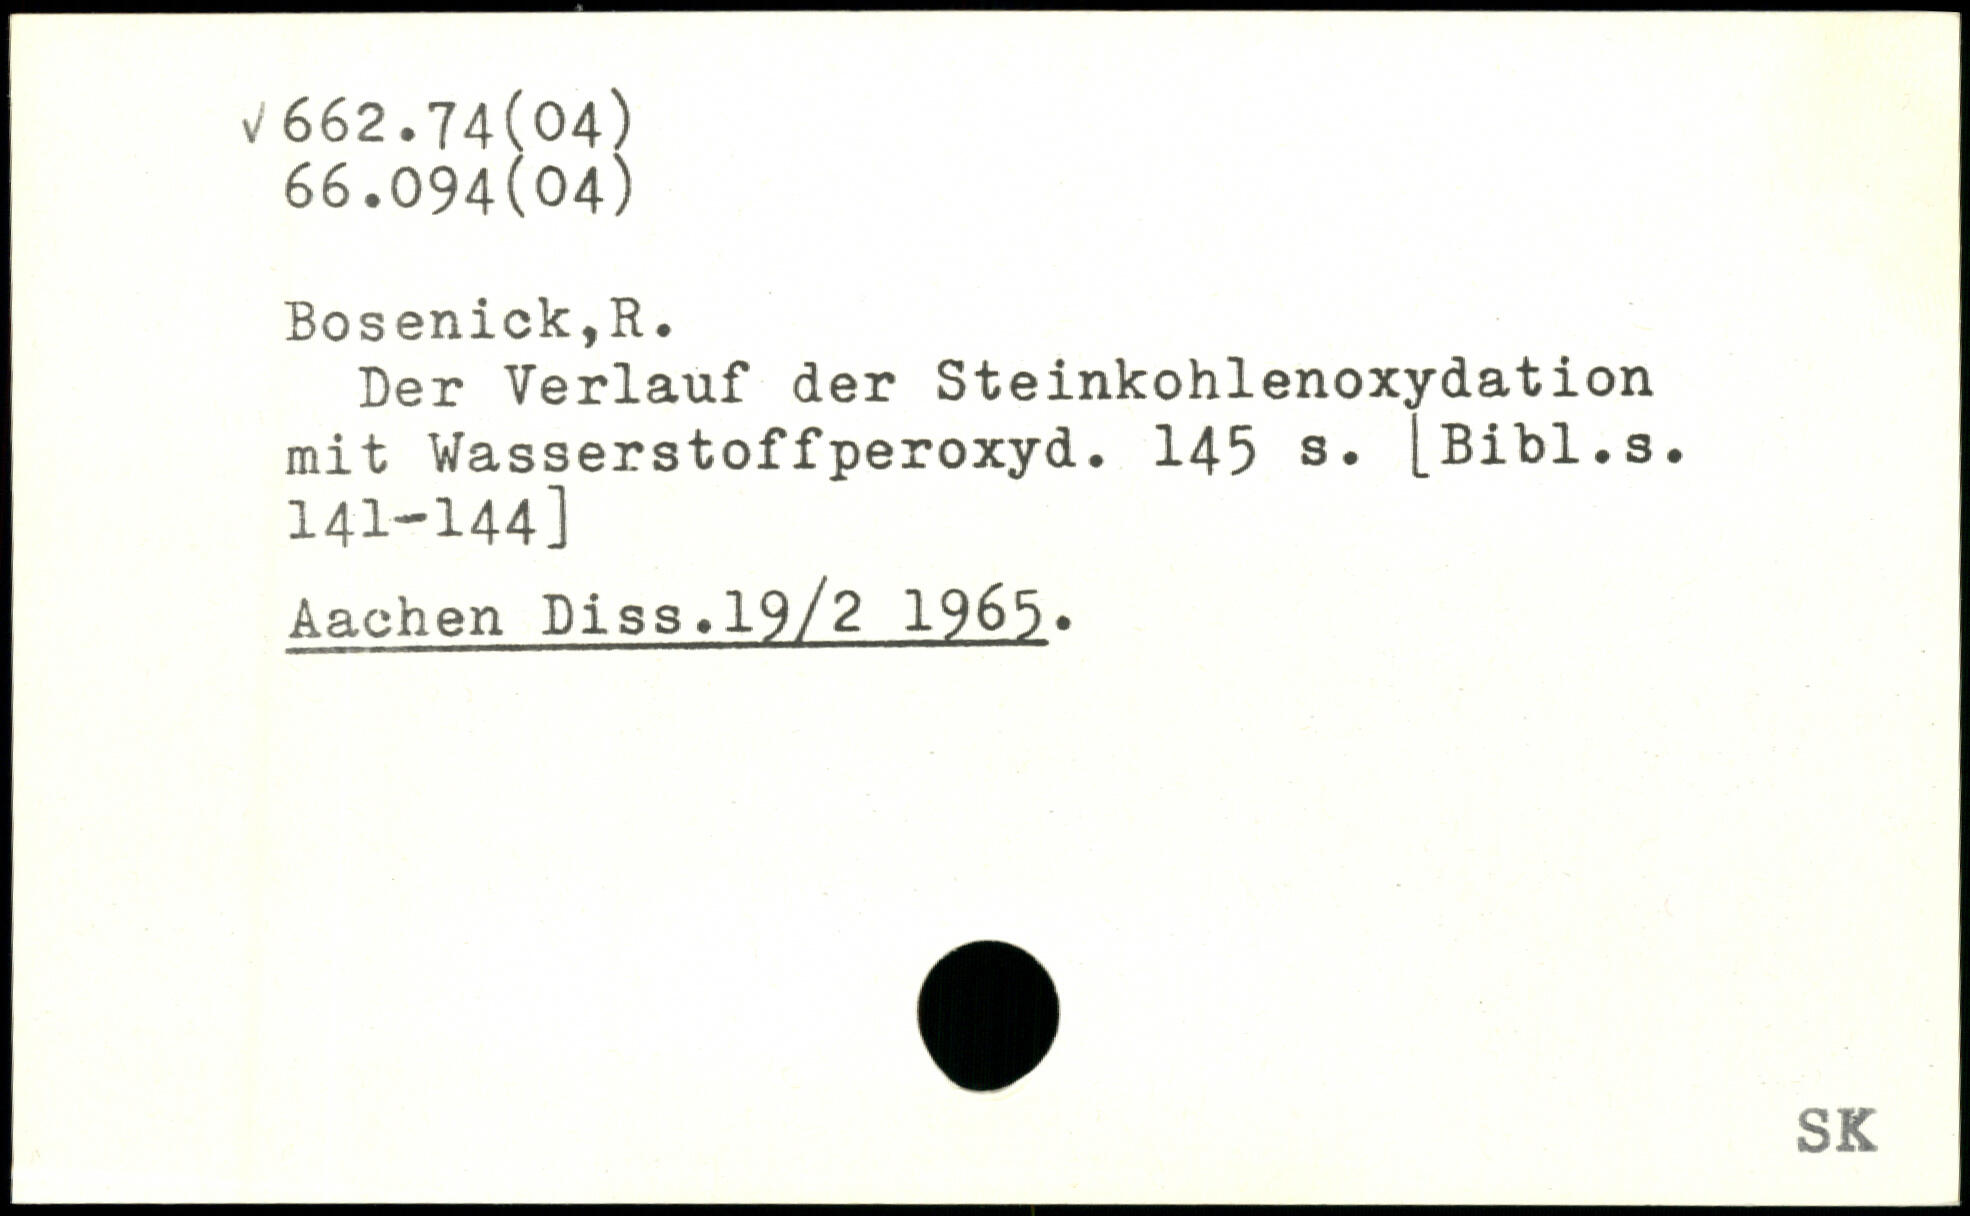 √662.74(04)
66.094(04)
Bosenick,R.
Der Verlauf der Steinkohlenoxydation
mit Wasserstoffperoxyd. 145 s. [Bibl.s.
141-144]
Aachen Diss.19/2 1965.
SK